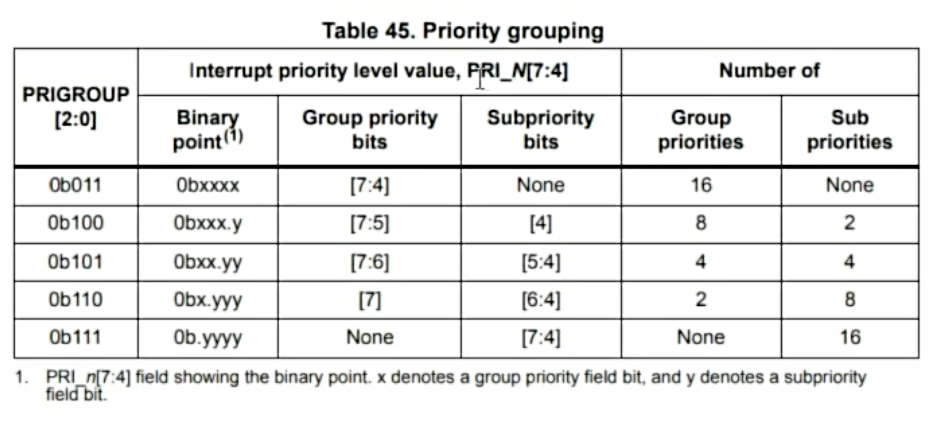 Table 45. Priority grouping
PRIGROUP [2:0] Interrupt priority level value, PRI_N[7:4] Number of
Binary point(1) Group priority bits Subpriority bits Group priorities Sub priorities
0b011 0bxxxx [7:4] None 16 None
0b100 0bxxx.y [7:5] [4] 8 2
0b101 0bxx.yy [7:6] [5:4] 4 4
0b110 0bx.yyy [7] [6:4] 2 8
0b111 0b.yyyy None [7:4] None 16
1. PRI_n[7:4] field showing the binary point. x denotes a group priority field bit, and y denotes a subpriority
field bit.